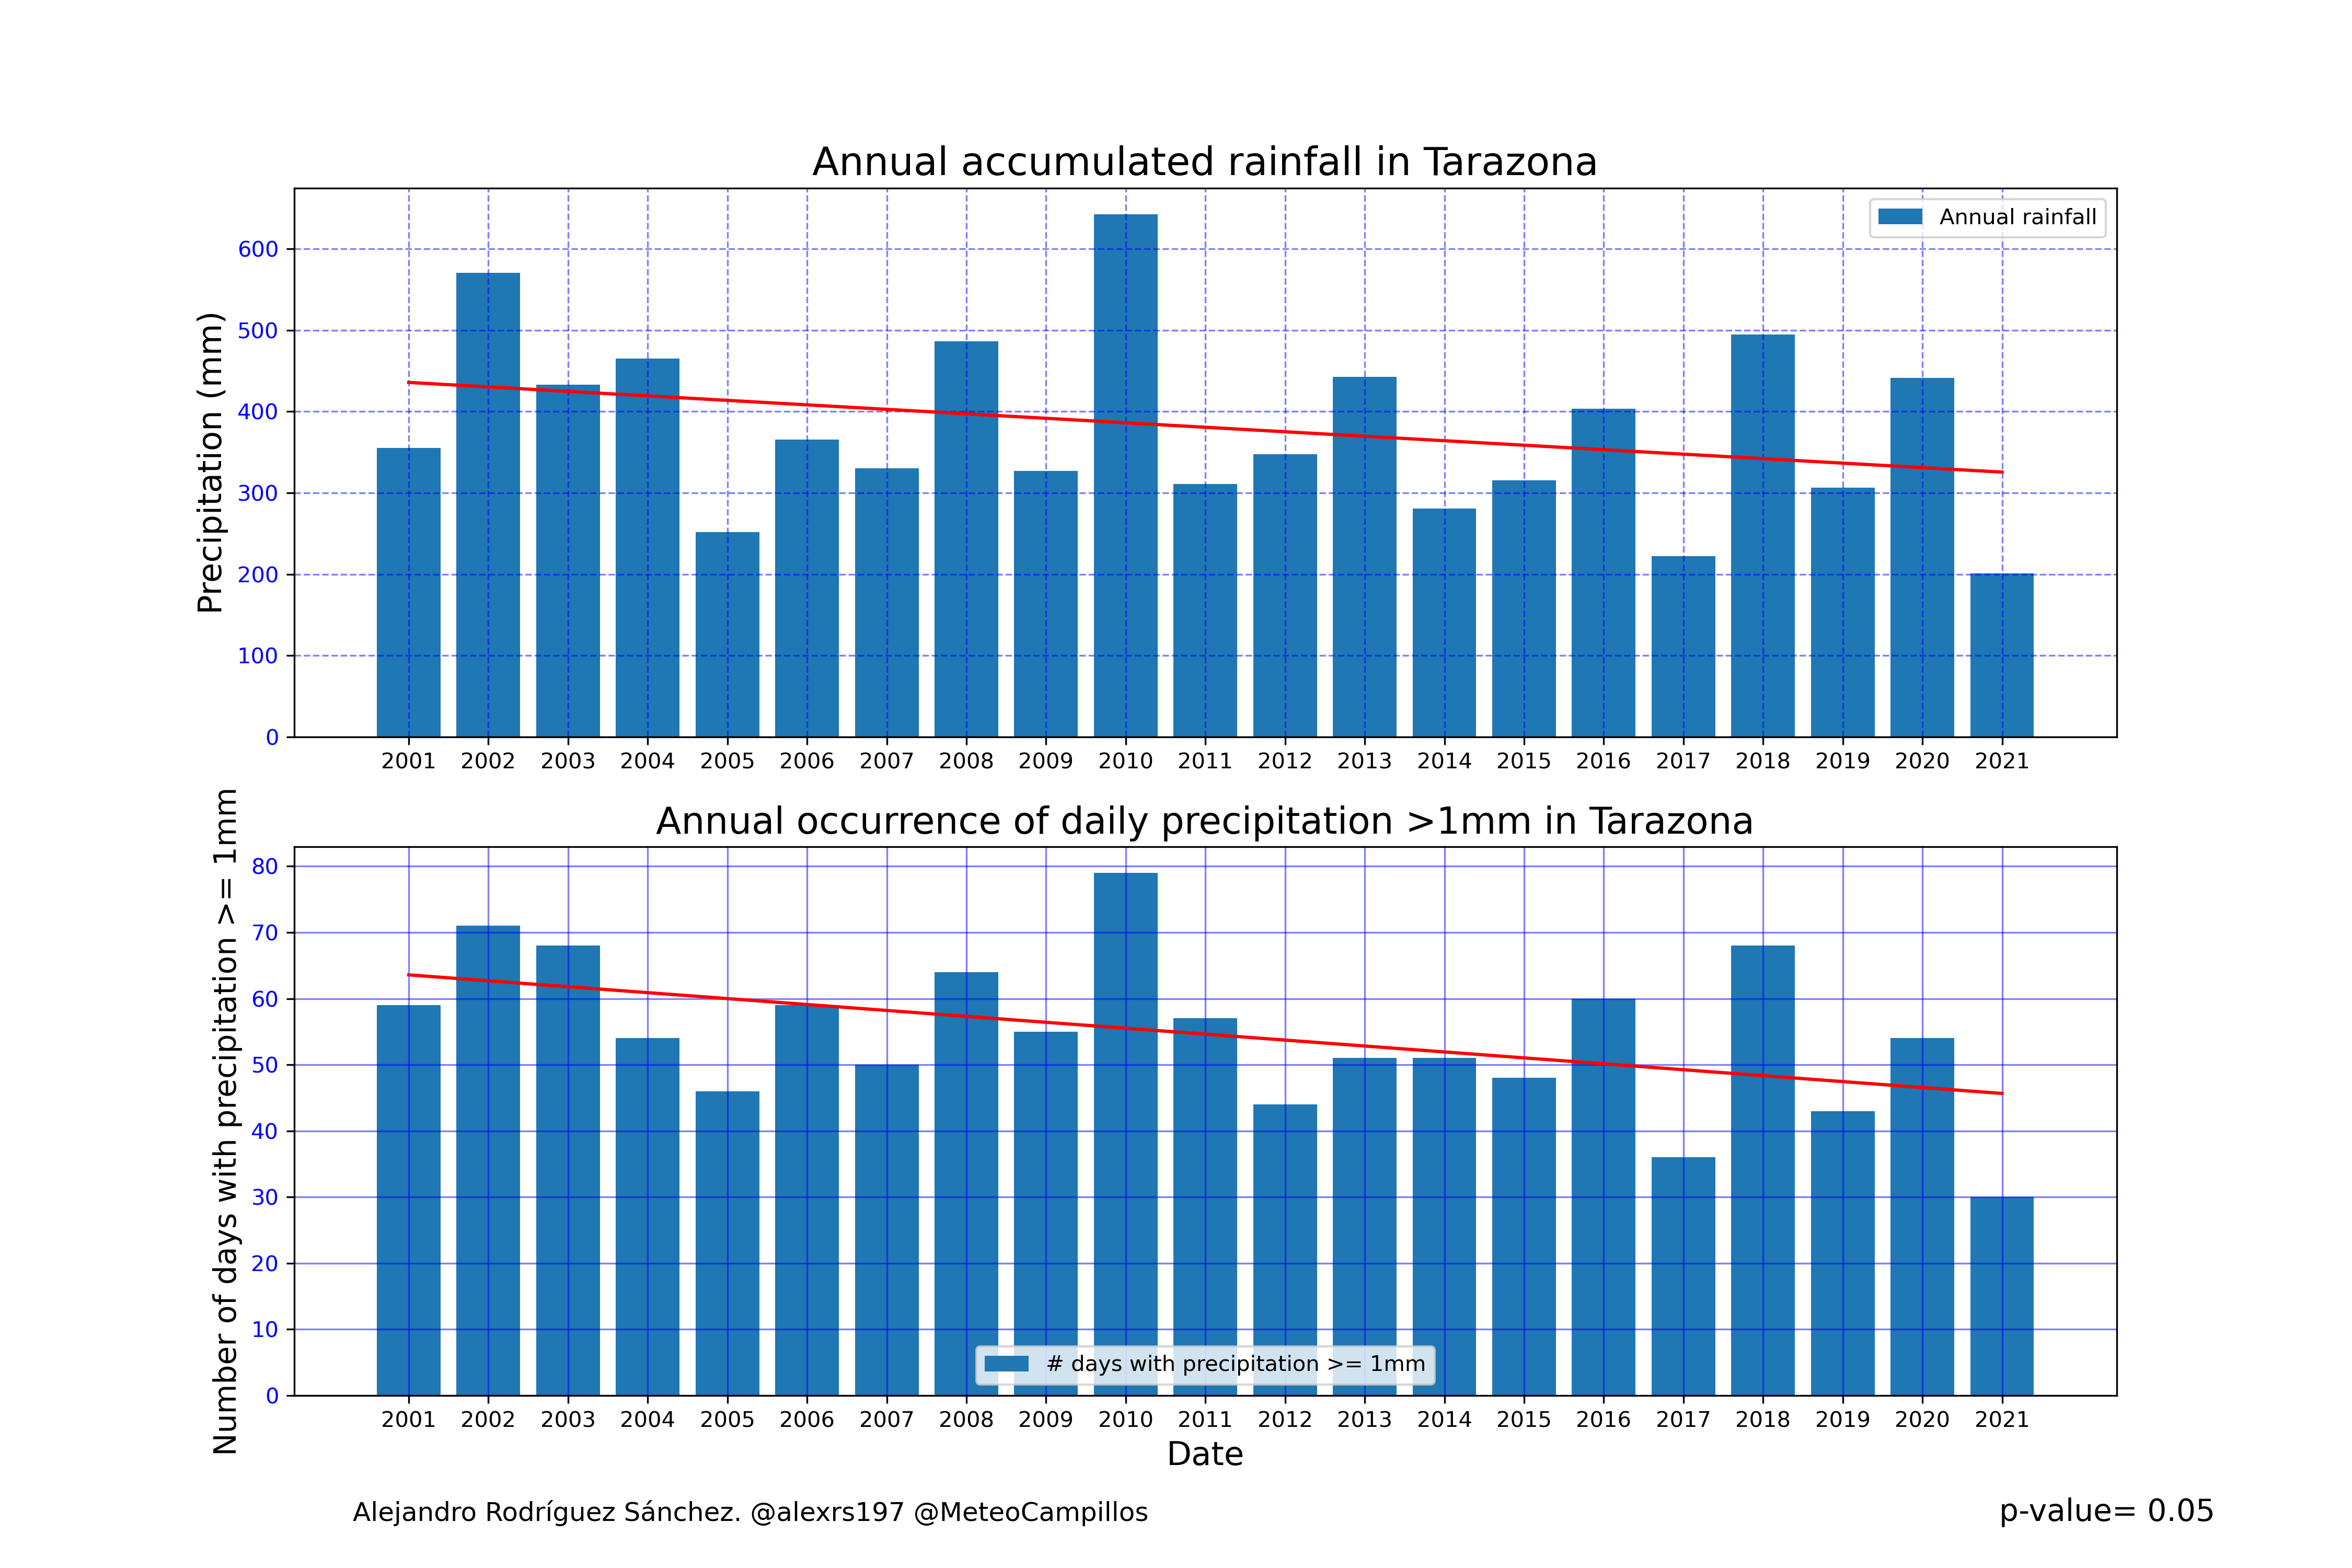 Annual accumulated rainfall in Tarazona
Precipitation (mm)
600
500
400
300
200
100
0
Annual rainfall
2001 2002 2003 2004 2005 2006 2007 2008 2009 2010 2011 2012 2013 2014 2015 2016 2017 2018 2019 2020 2021
Annual occurrence of daily precipitation >1mm in Tarazona
Number of days with precipitation >= 1mm
80
70
60
50
40
30
20
10
0
# days with precipitation >= 1mm
2001 2002 2003 2004 2005 2006 2007 2008 2009 2010 2011 2012 2013 2014 2015 2016 2017 2018 2019 2020 2021
Date
Alejandro Rodríguez Sánchez. @alexrs197 @MeteoCampillos
p-value= 0.05